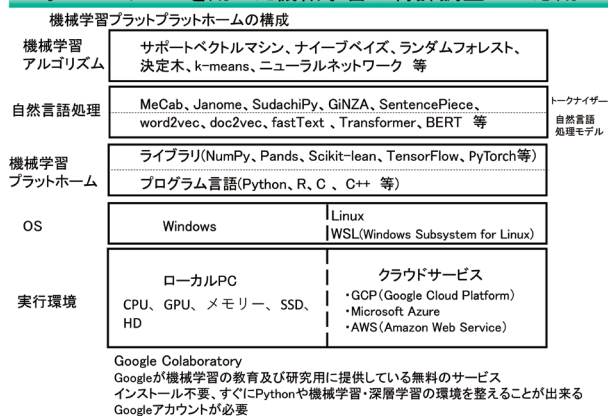 機械学習プラットプラットホームの構成
機械学習
アルゴリズム
サポートベクトルマシン、ナイーブベイズ、ランダムフォレスト、
決定木、k-means、ニューラルネットワーク 等
自然言語処理
MeCab、Janome、SudachiPy、GiNZA、SentencePiece、
word2vec、doc2vec、fastText 、Transformer、BERT 等
トークナイザー
自然言語
処理モデル
機械学習
プラットホーム
ライブラリ(NumPy、Pands、Scikit-lean、TensorFlow、PyTorch等)
プログラム言語(Python、R、C 、 C++ 等)
OS
Windows
Linux
WSL(Windows Subsystem for Linux)
実行環境
ローカルPC
CPU、GPU、メモリー、SSD、
HD
クラウドサービス
・GCP(Google Cloud Platform)
・Microsoft Azure
・AWS(Amazon Web Service)
Google Colaboratory
Googleが機械学習の教育及び研究用に提供している無料のサービス
インストール不要、すぐにPythonや機械学習・深層学習の環境を整えることが出来る
Googleアカウントが必要